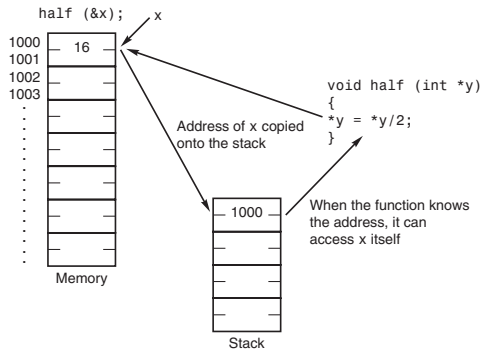 half (&x);
x
1000
1001
1002
1003
16
Memory
Address of x copied
onto the stack
void half (int *y)
{
*y = *y/2;
}
1000
When the function knows
the address, it can
access x itself
Stack